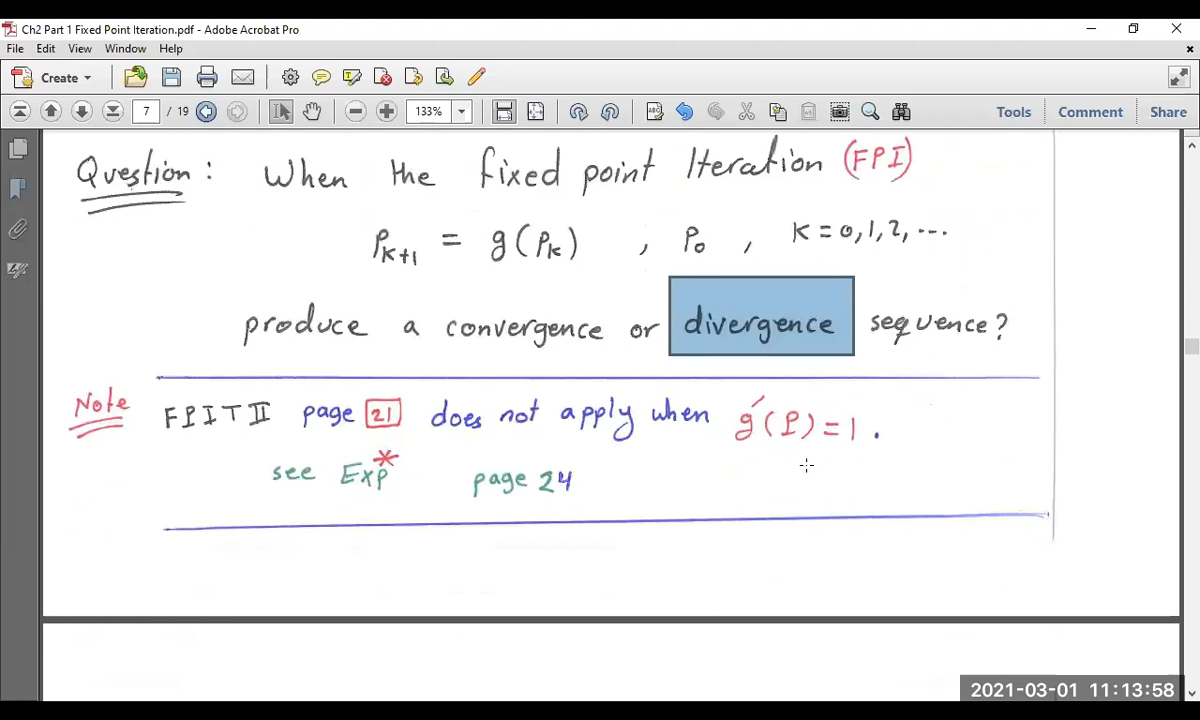 Ch2 Part 1 Fixed Point Iteration.pdf - Adobe Acrobat Pro
File Edit View Window Help
Create
7 / 19 133% Tools Comment Share
Question: When the fixed point Iteration (FPI)
Pk+1 = g(Pk) , P0 , k = 0, 1, 2, ...
produce a convergence or divergence sequence?
Note FPITII page 21 does not apply when g'(P) = 1.
see Exp* page 24
2021-03-01 11:13:58